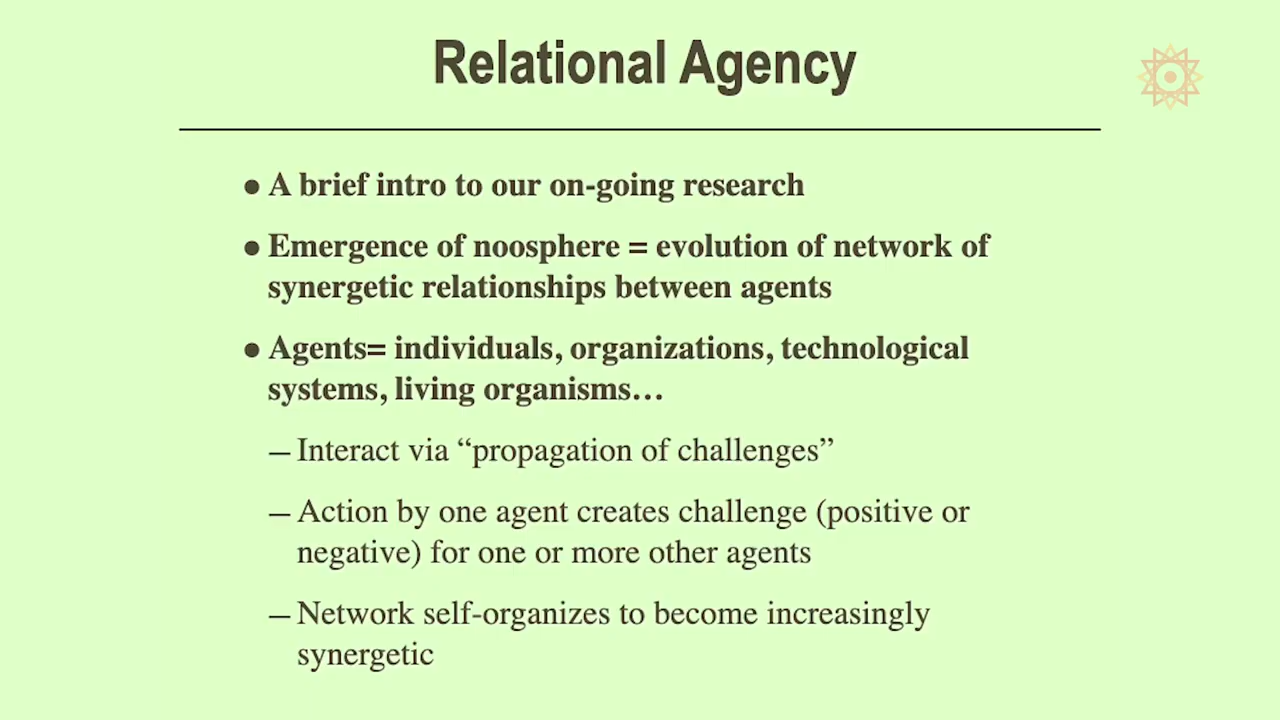 Relational Agency
● A brief intro to our on-going research
● Emergence of noosphere = evolution of network of
synergetic relationships between agents
● Agents= individuals, organizations, technological
systems, living organisms…
– Interact via “propagation of challenges”
– Action by one agent creates challenge (positive or
negative) for one or more other agents
– Network self-organizes to become increasingly
synergetic